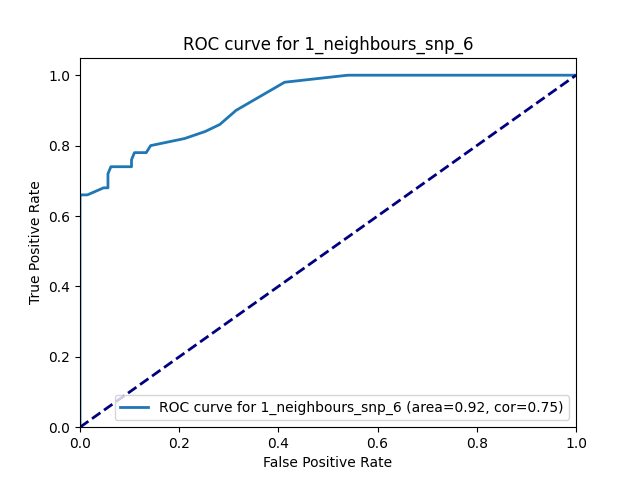 ROC curve for 1_neighbours_snp_6
1.0
0.8
0.6
0.4
0.2
0.0
True Positive Rate
ROC curve for 1_neighbours_snp_6 (area=0.92, cor=0.75)
0.0 0.2 0.4 0.6 0.8 1.0
False Positive Rate